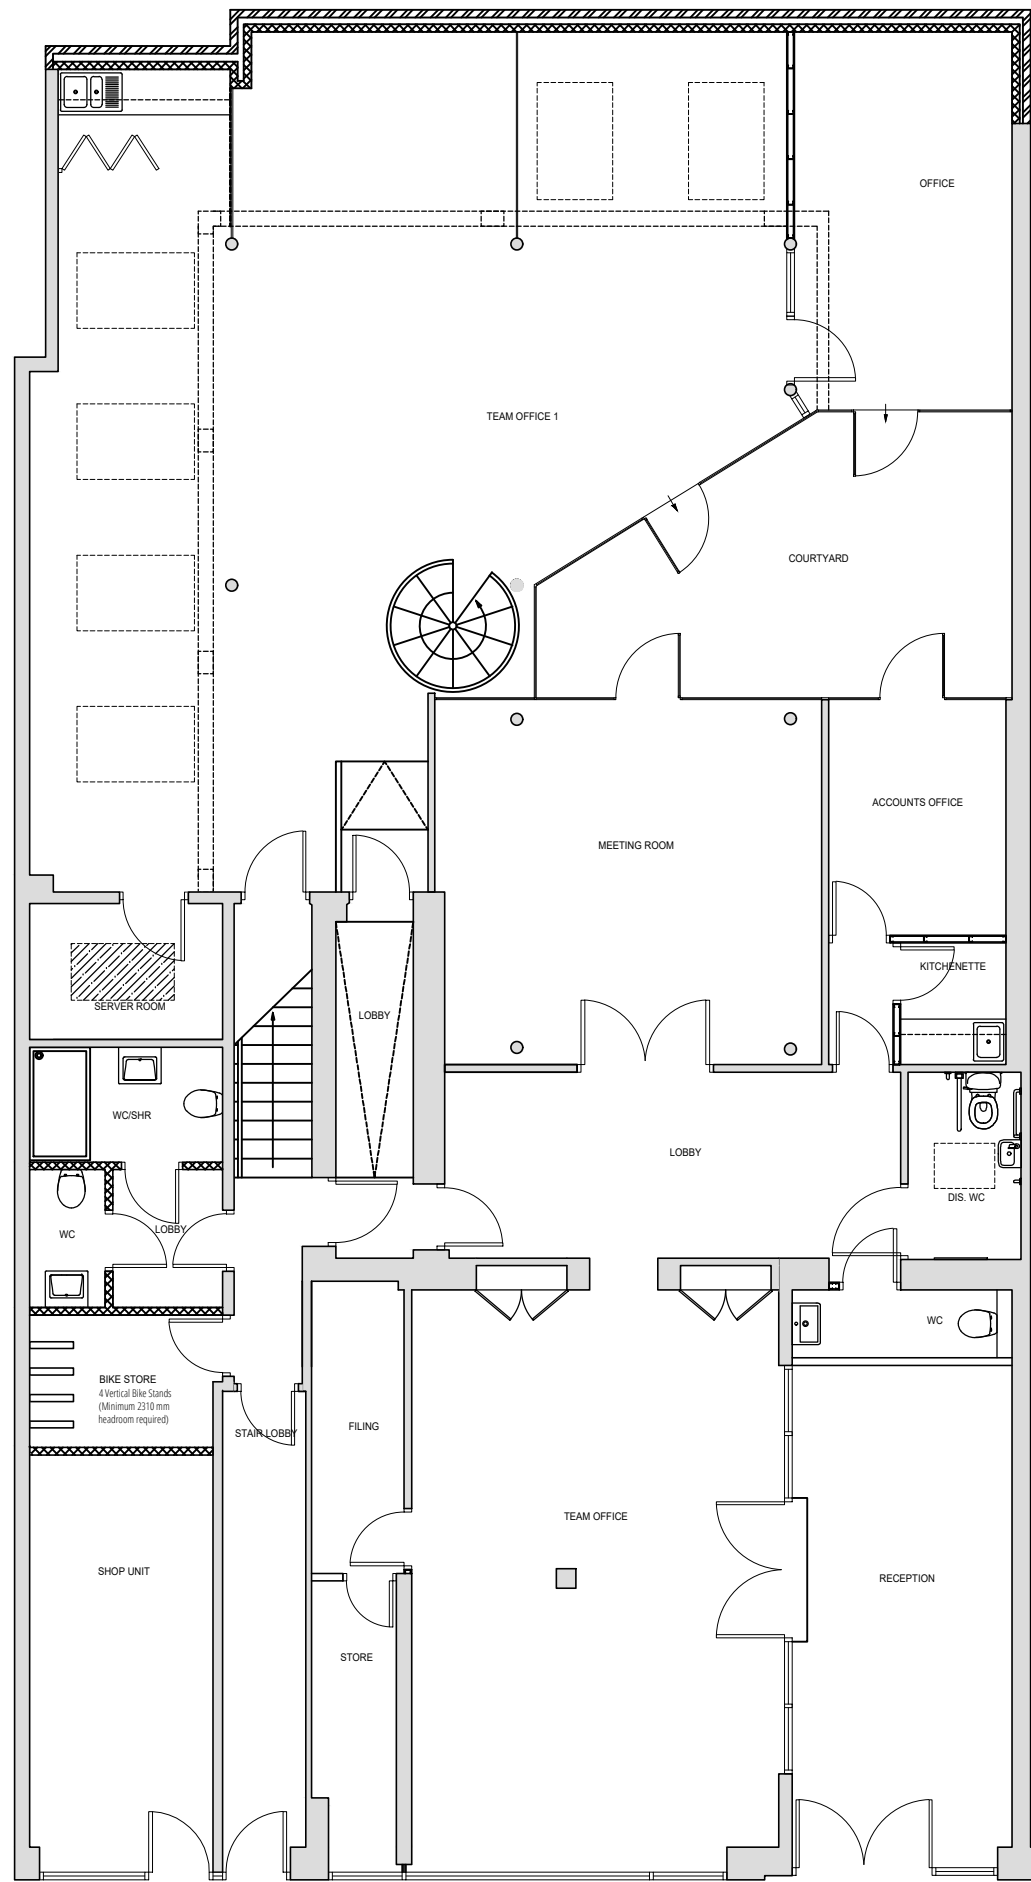 OFFICE
TEAM OFFICE 1
COURTYARD
ACCOUNTS OFFICE
MEETING ROOM
KITCHENETTE
SERVER ROOM
LOBBY
WC/SHR
LOBBY
DIS. WC
WC
LOBBY
WC
BIKE STORE
4 Vertical Bike Stands
(Minimum 2310 mm
headroom required)
STAIR LOBBY
FILING
TEAM OFFICE
SHOP UNIT
RECEPTION
STORE